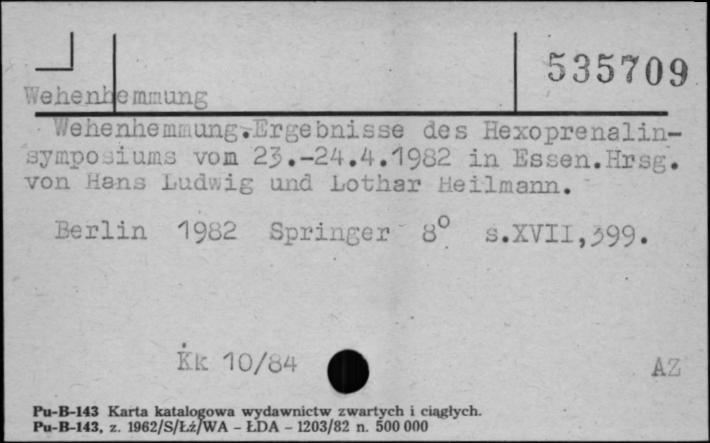 535709
Wehenhemmung
Wehenhemmung.Ergebnisse des Hexoprenalin-
symposiums vom 23.-24.4.1982 in Essen.Hrsg.
von Hans Ludwig und Lothar Heilmann.
Berlin 1982 Springer 8° s.XVII,399.
Kk 10/84
AZ
Pu-B-143 Karta katalogowa wydawnictw zwartych i ciągłych.
Pu-B-143, z. 1962/S/Łź/WA - ŁDA - 1203/82 n. 500 000